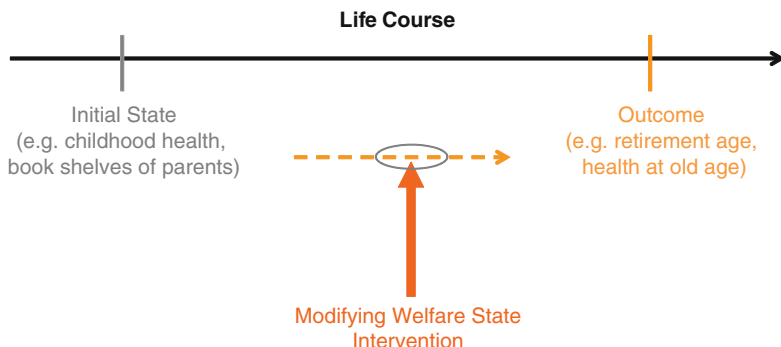 Life Course
Initial State
(e.g. childhood health,
book shelves of parents)
Outcome
(e.g. retirement age,
health at old age)
Modifying Welfare State
Intervention